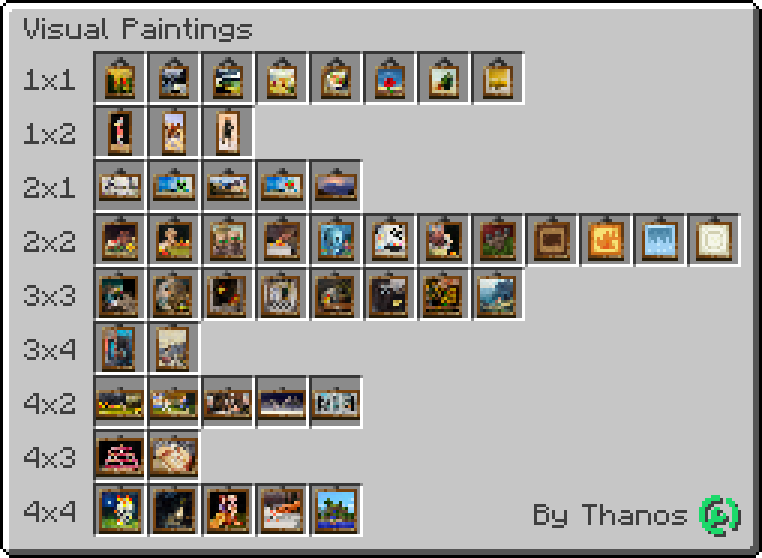 Visual Paintings
1x1
1x2
2x1
2x2
3x3
3x4
4x2
4x3
4x4
By Thanos